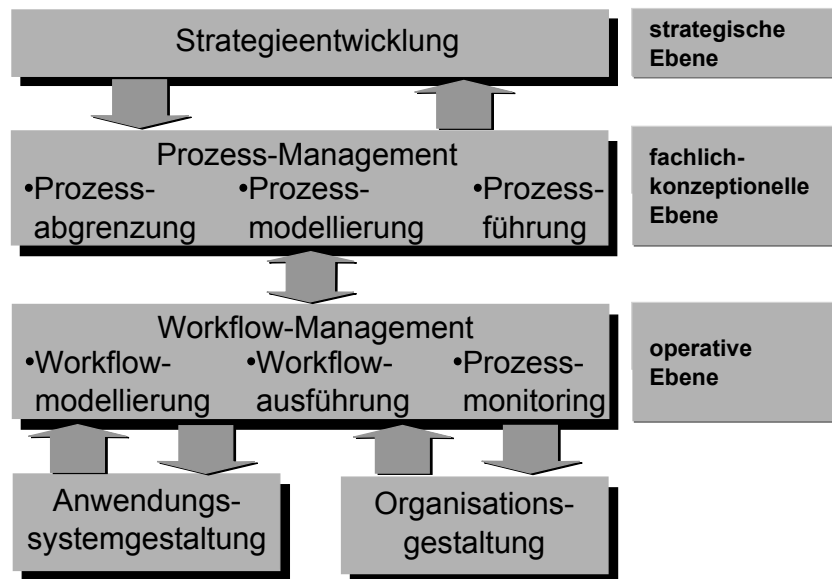 Strategieentwicklung
strategische
Ebene
Prozess-Management
•Prozess-
abgrenzung
•Prozess-
modellierung
•Prozess-
führung
fachlich-
konzeptionelle
Ebene
Workflow-Management
•Workflow-
modellierung
•Workflow-
ausführung
•Prozess-
monitoring
operative
Ebene
Anwendungs-
systemgestaltung
Organisations-
gestaltung